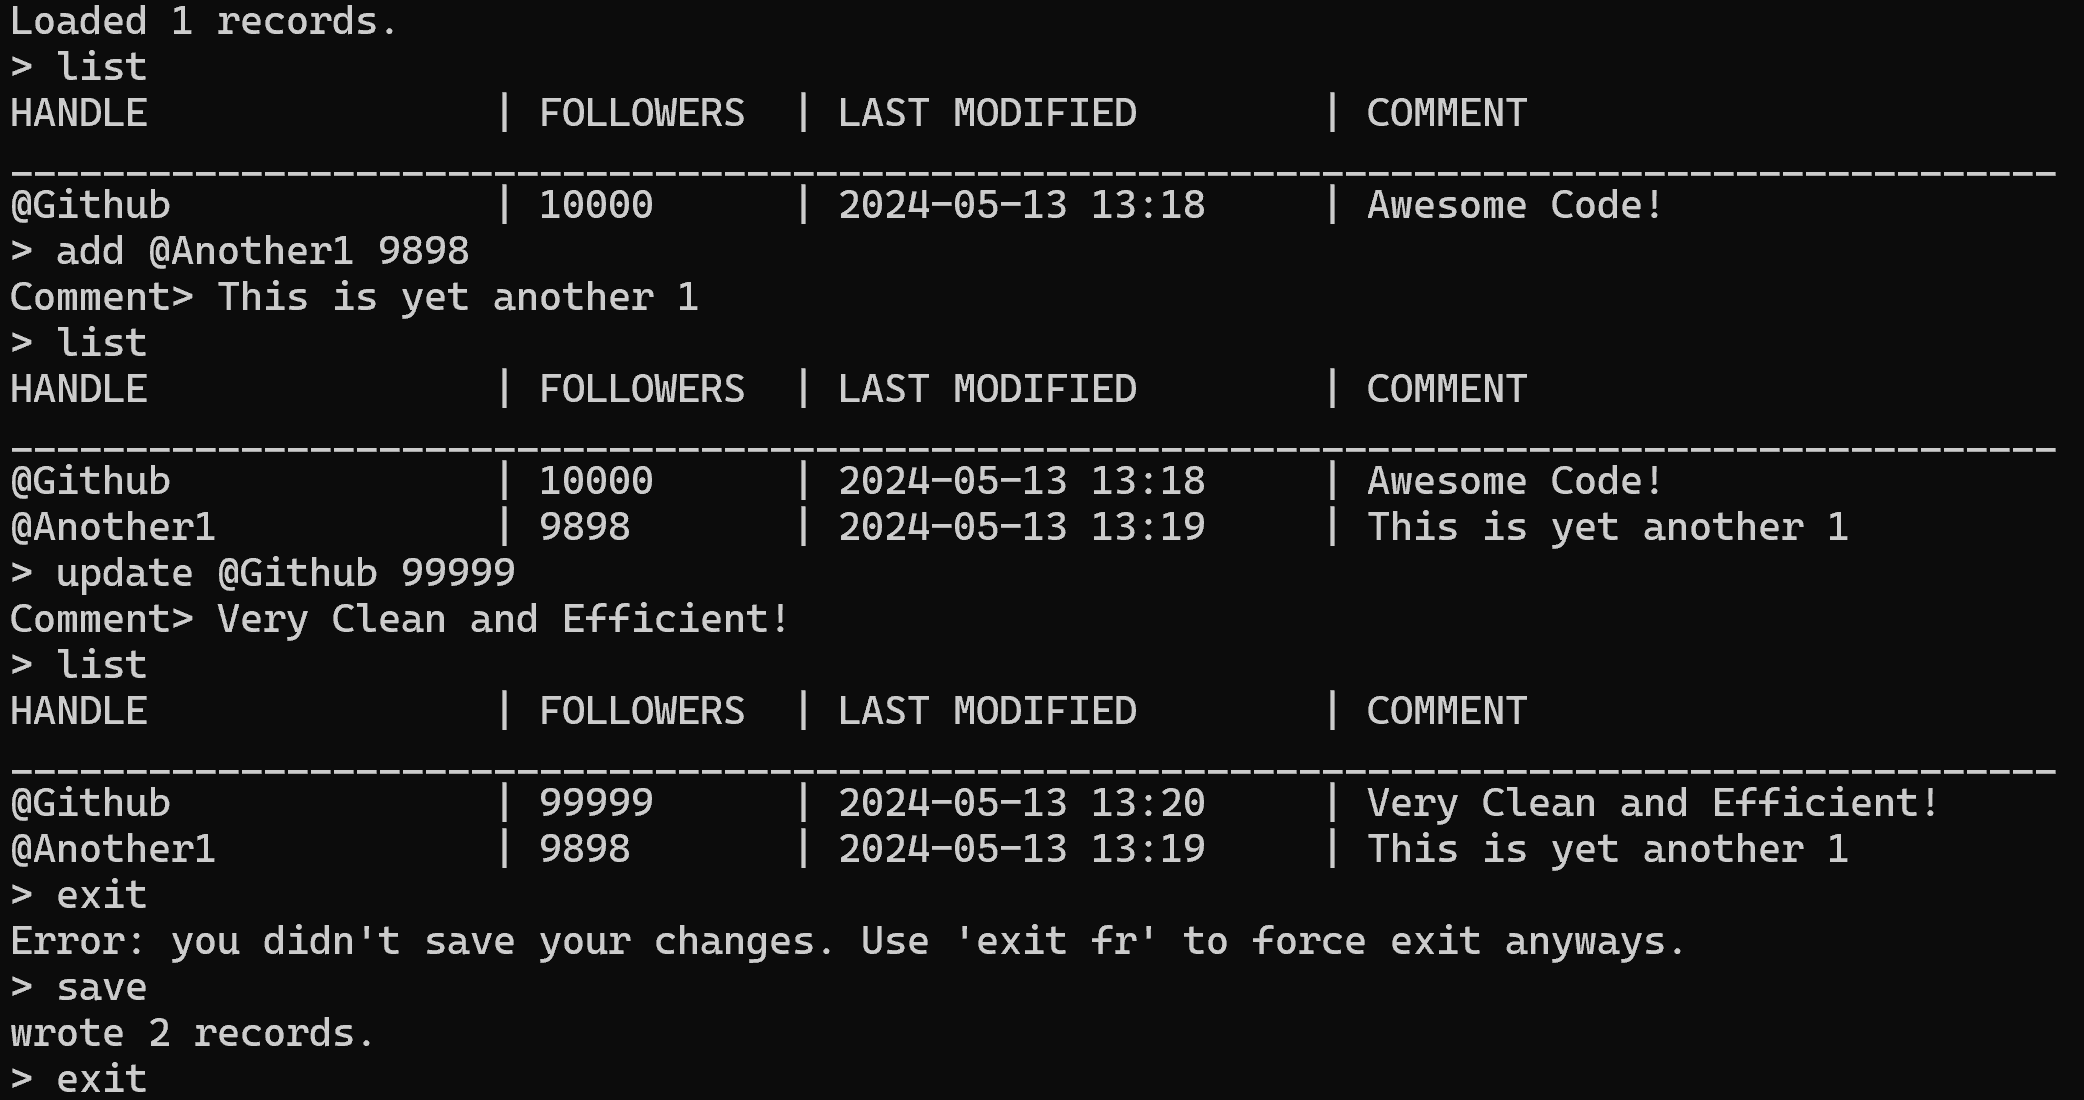 Loaded 1 records.
> list
HANDLE               | FOLLOWERS  | LAST MODIFIED        | COMMENT
_________________________________________________________________________________________
@Github              | 10000      | 2024-05-13 13:18     | Awesome Code!
> add @Another1 9898
Comment> This is yet another 1
> list
HANDLE               | FOLLOWERS  | LAST MODIFIED        | COMMENT
_________________________________________________________________________________________
@Github              | 10000      | 2024-05-13 13:18     | Awesome Code!
@Another1            | 9898       | 2024-05-13 13:19     | This is yet another 1
> update @Github 99999
Comment> Very Clean and Efficient!
> list
HANDLE               | FOLLOWERS  | LAST MODIFIED        | COMMENT
_________________________________________________________________________________________
@Github              | 99999      | 2024-05-13 13:20     | Very Clean and Efficient!
@Another1            | 9898       | 2024-05-13 13:19     | This is yet another 1
> exit
Error: you didn't save your changes. Use 'exit fr' to force exit anyways.
> save
wrote 2 records.
> exit